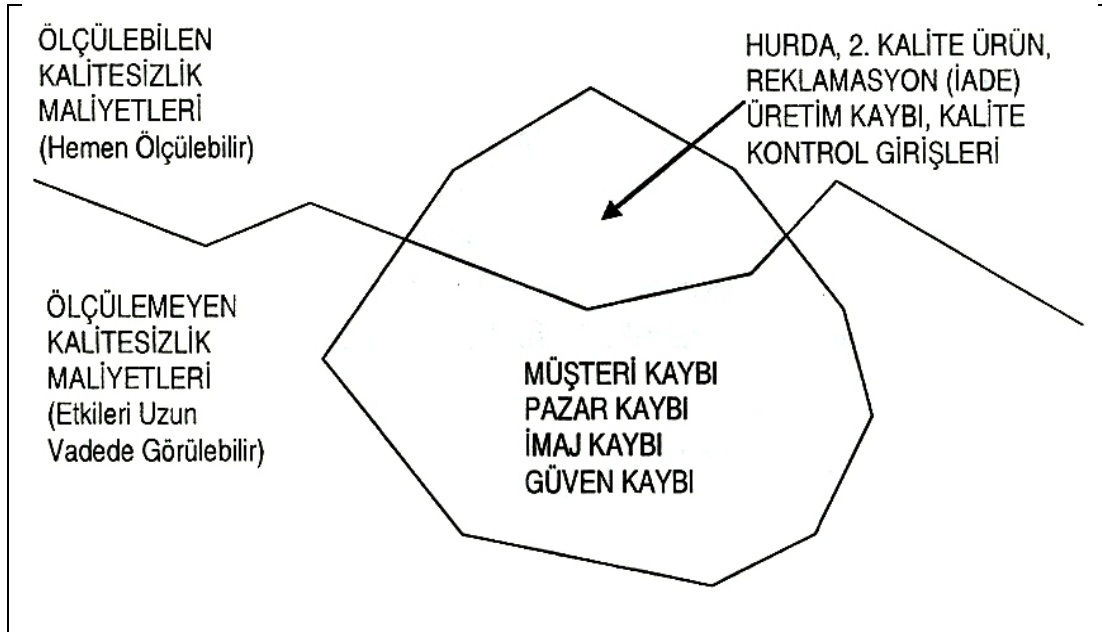 ÖLÇÜLEBİLEN
KALİTESİZLİK
MALİYETLERİ
(Hemen Ölçülebilir)
HURDA, 2. KALİTE ÜRÜN,
REKLAMASYON (İADE)
ÜRETİM KAYBI, KALİTE
KONTROL GİRİŞLERİ
ÖLÇÜLEMEYEN
KALİTESİZLİK
MALİYETLERİ
(Etkileri Uzun
Vadede Görülebilir)
MÜŞTERİ KAYBI
PAZAR KAYBI
İMAJ KAYBI
GÜVEN KAYBI